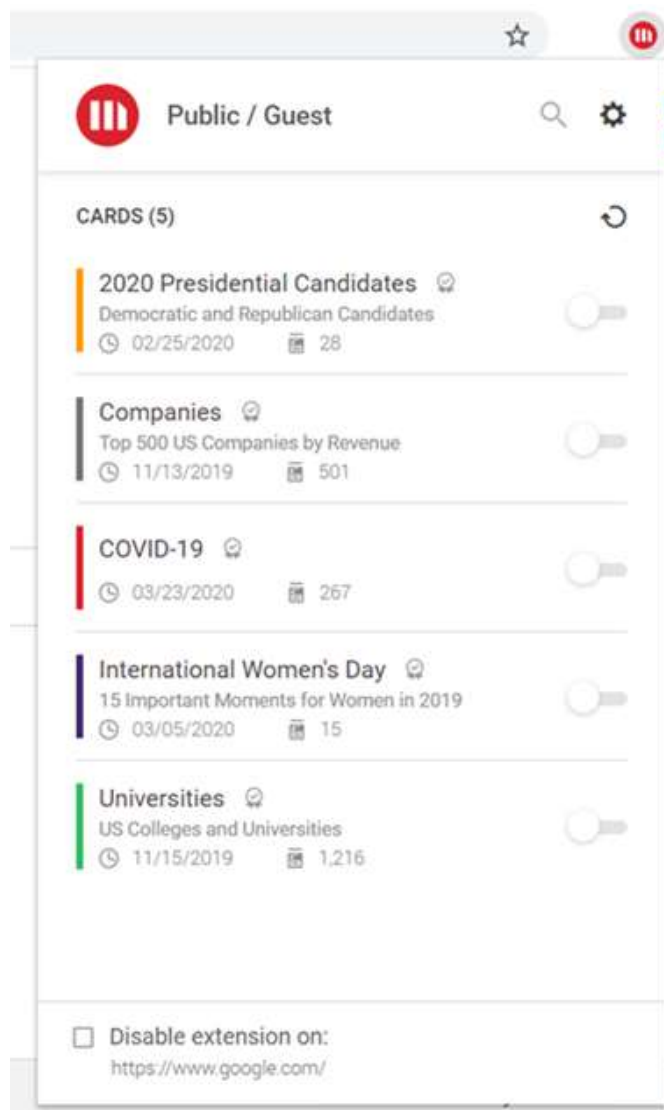 Public / Guest
CARDS (5)
2020 Presidential Candidates
Democratic and Republican Candidates
02/25/2020 28
Companies
Top 500 US Companies by Revenue
11/13/2019 501
COVID-19
03/23/2020 267
International Women's Day
15 Important Moments for Women in 2019
03/05/2020 15
Universities
US Colleges and Universities
11/15/2019 1,216
Disable extension on:
https://www.google.com/